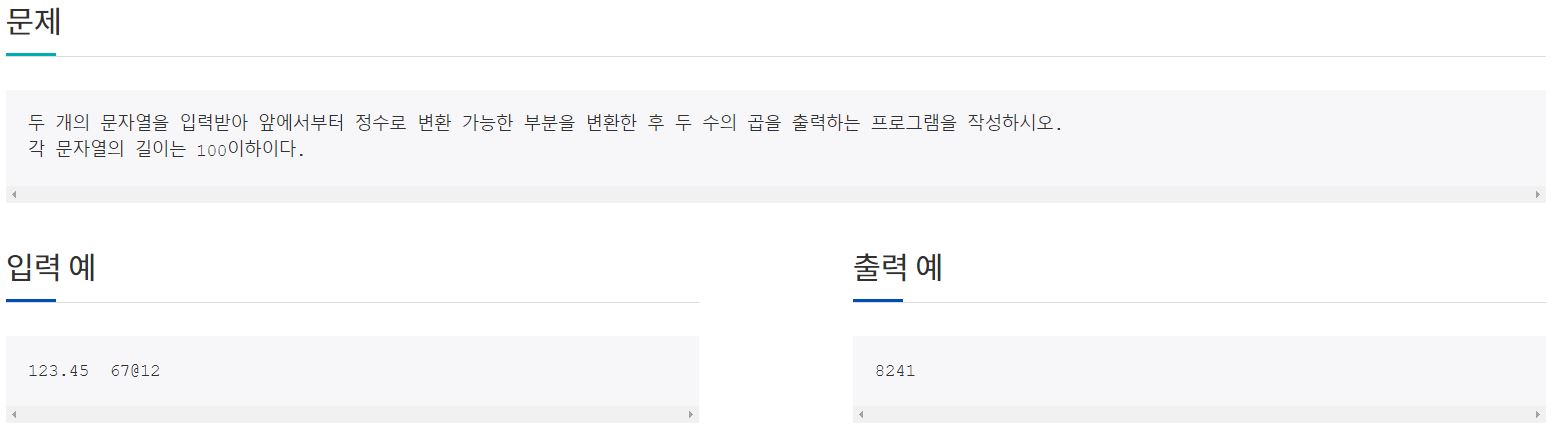 문제
두 개의 문자열을 입력받아 앞에서부터 정수로 변환 가능한 부분을 변환한 후 두 수의 곱을 출력하는 프로그램을 작성하시오.
각 문자열의 길이는 100이하이다.
입력 예
123.45  67@12
출력 예
8241